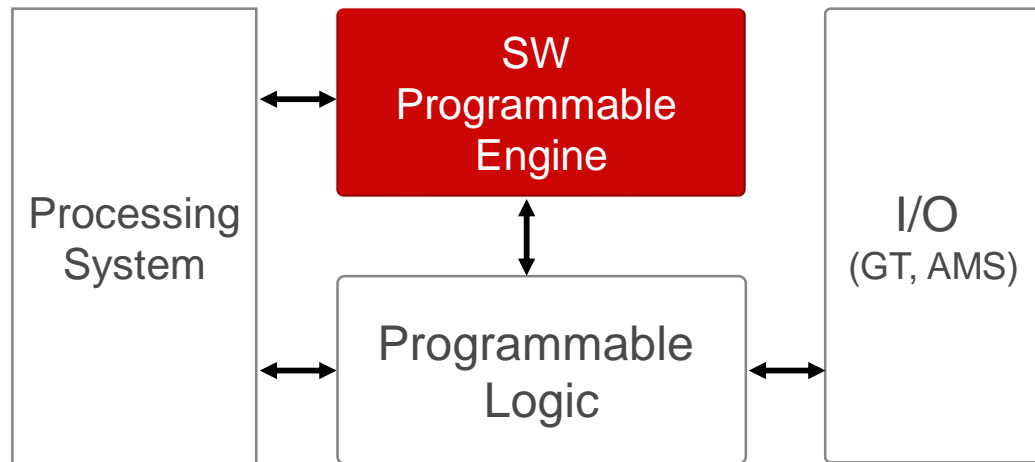 SW
Programmable
Engine
Processing
System
I/O
(GT, AMS)
Programmable
Logic